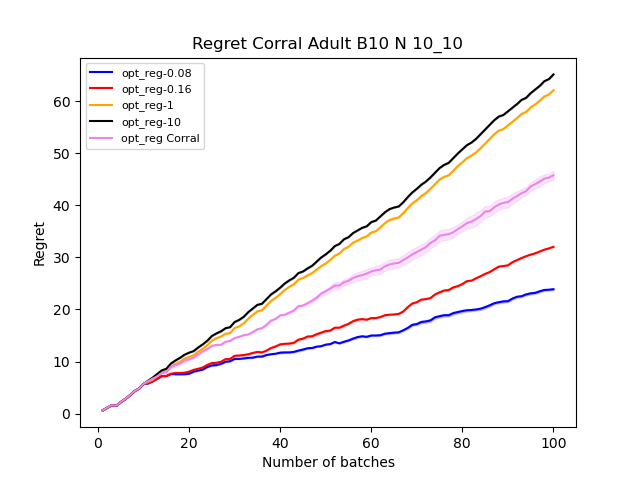 Regret Corral Adult B10 N 10_10
opt_reg-0.08
opt_reg-0.16
opt_reg-1
opt_reg-10
opt_reg Corral
60
50
40
30
20
10
0
Regret
0 20 40 60 80 100
Number of batches